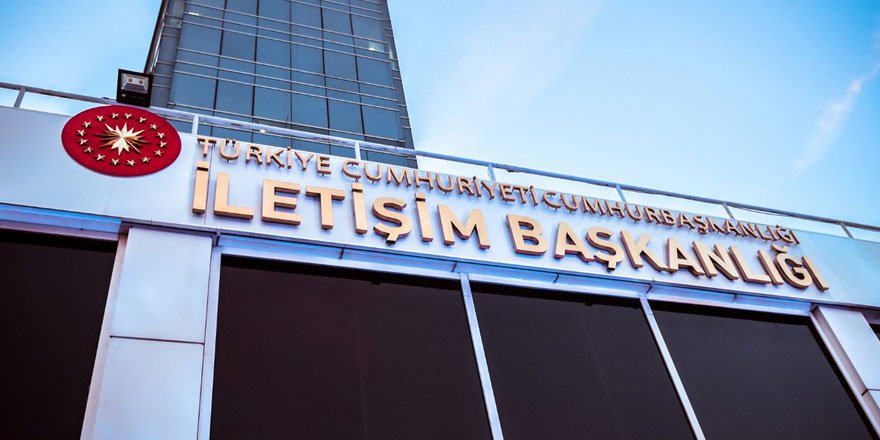 TÜRKİYE CUMHURİYETİ CUMHURBAŞKANLIĞI
İLETİŞİM BAŞKANLIĞI